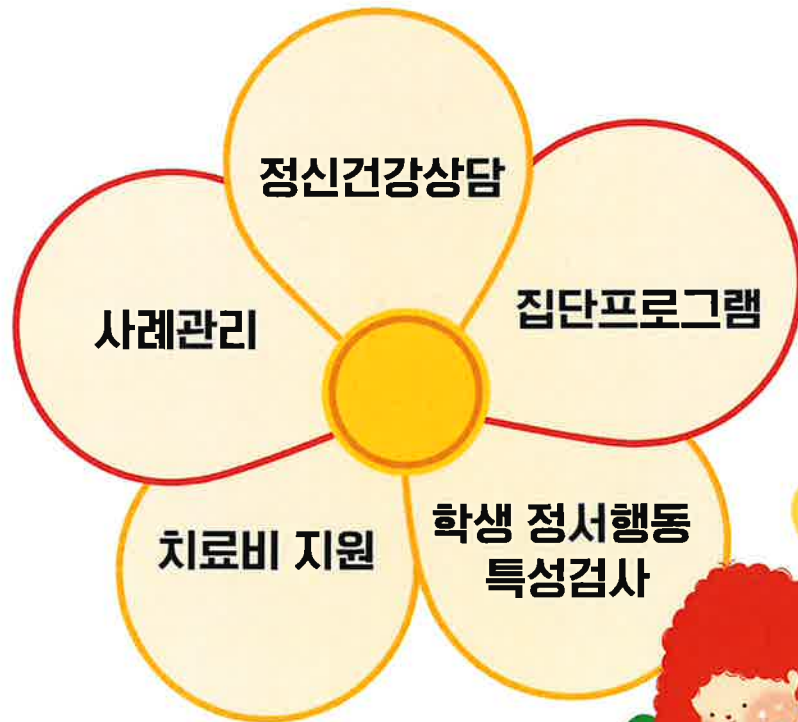 정신건강상담
사례관리
집단프로그램
치료비 지원
학생 정서행동
특성검사